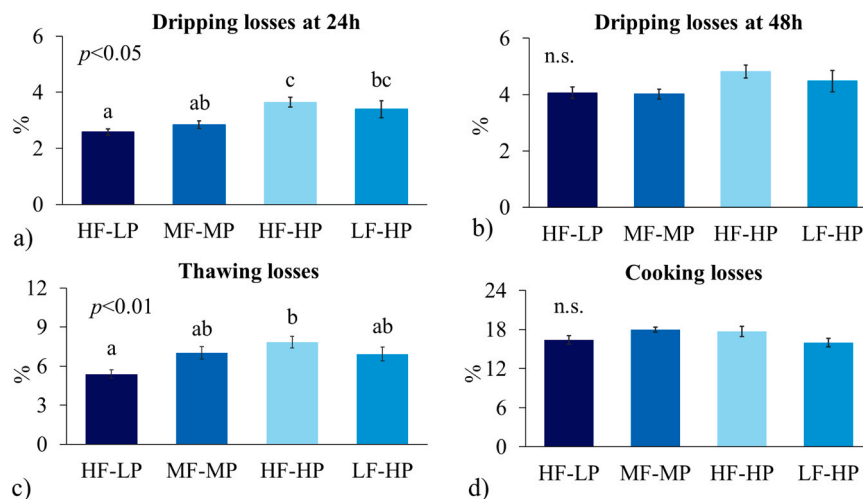 Dripping losses at 24h
6
p<0.05
c
bc
4
ab
a
%
2
0
HF-LP MF-MP HF-HP LF-HP
a)
Dripping losses at 48h
6
n.s.
4
%
2
0
HF-LP MF-MP HF-HP LF-HP
b)
Thawing losses
12
p<0.01
9
ab
b
ab
a
%
6
3
0
HF-LP MF-MP HF-HP LF-HP
c)
Cooking losses
24
n.s.
18
%
12
6
0
HF-LP MF-MP HF-HP LF-HP
d)